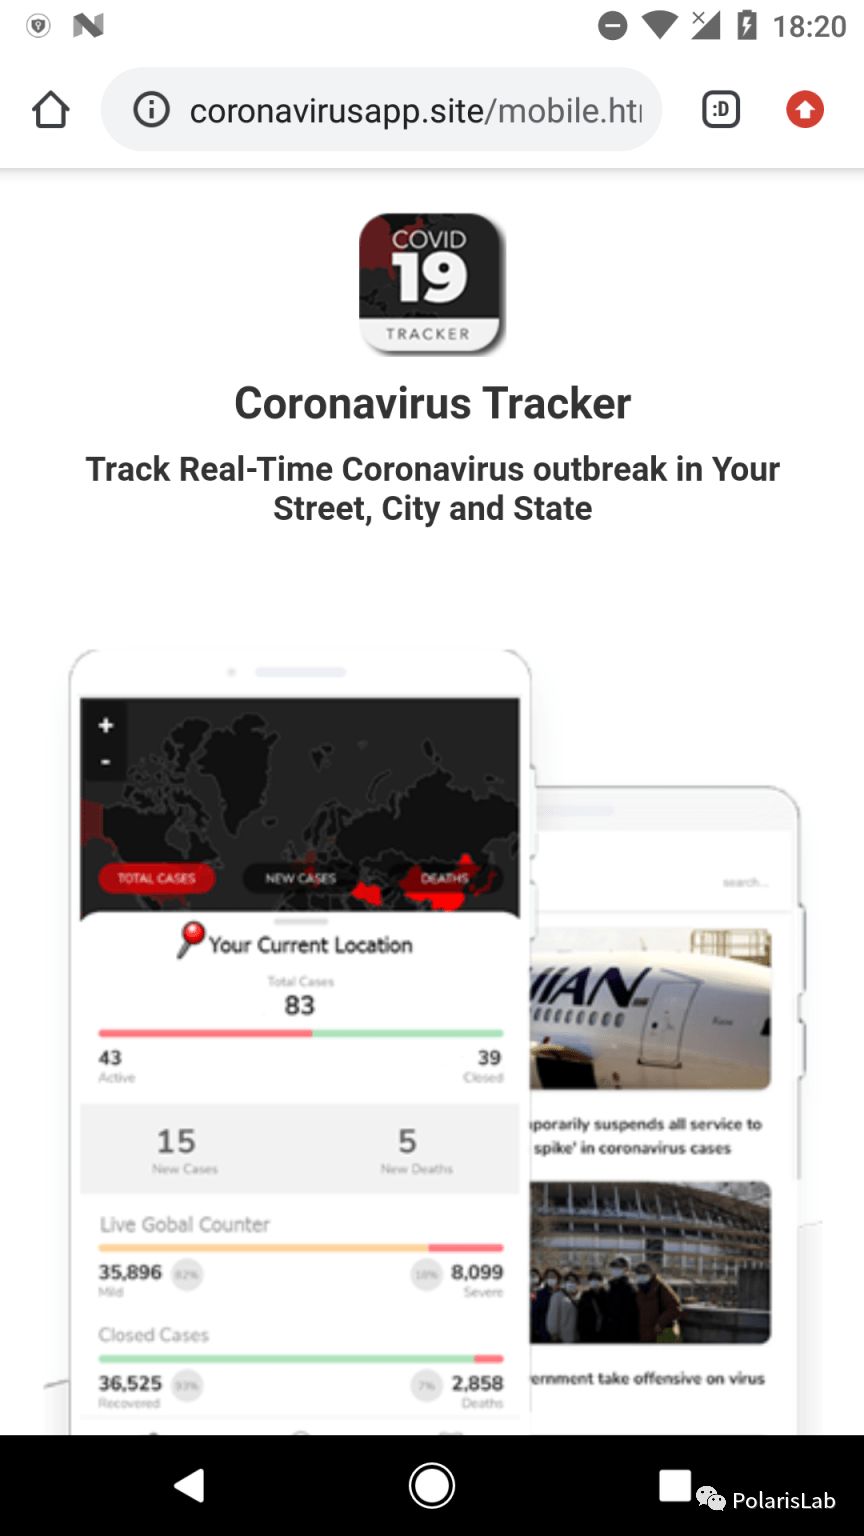 18:20
coronavirusapp.site/mobile.ht
:D
COVID
19
TRACKER
Coronavirus Tracker
Track Real-Time Coronavirus outbreak in Your
Street, City and State
+
-
TOTAL CASES
NEW CASES
DEATHS
search...
Your Current Location
Total Cases
83
43
39
Active
Closed
IAN
porarily suspends all service to
spike' in coronavirus cases
15
5
New Cases
New Deaths
Live Gobal Counter
35,896
82%
18%
8,099
Mild
Severe
Closed Cases
36,525
93%
7%
2,858
Recovered
Deaths
ernment take offensive on virus
PolarisLab